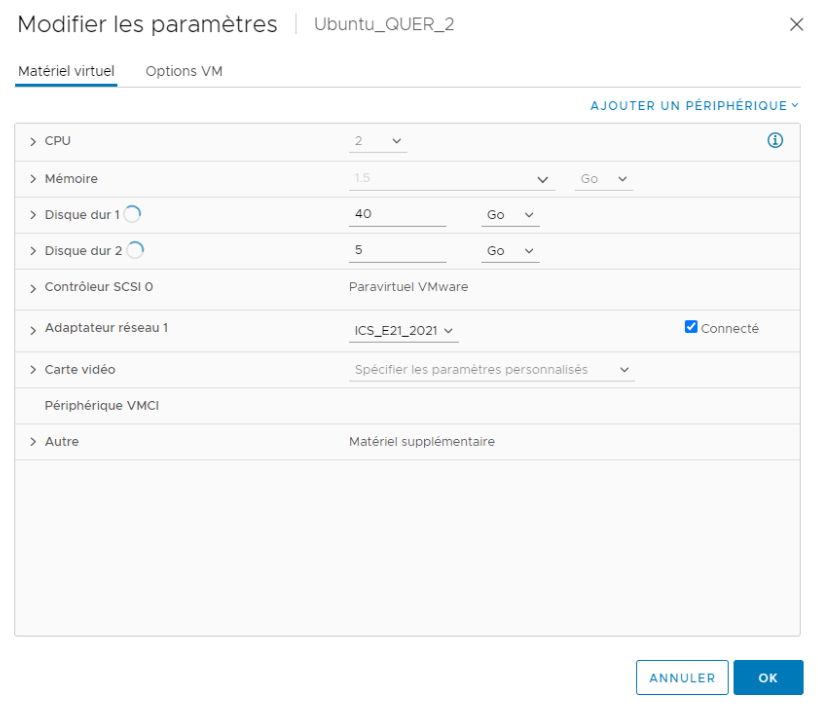 Modifier les paramètres | Ubuntu_QUER_2
Matériel virtuel Options VM
AJOUTER UN PÉRIPHÉRIQUE
CPU 2
Mémoire 1.5 Go
Disque dur 1 40 Go
Disque dur 2 5 Go
Contrôleur SCSI 0 Paravirtuel VMware
Adaptateur réseau 1 ICS_E21_2021 Connecté
Carte vidéo Spécifier les paramètres personnalisés
Périphérique VMCI
Autre Matériel supplémentaire
ANNULER OK